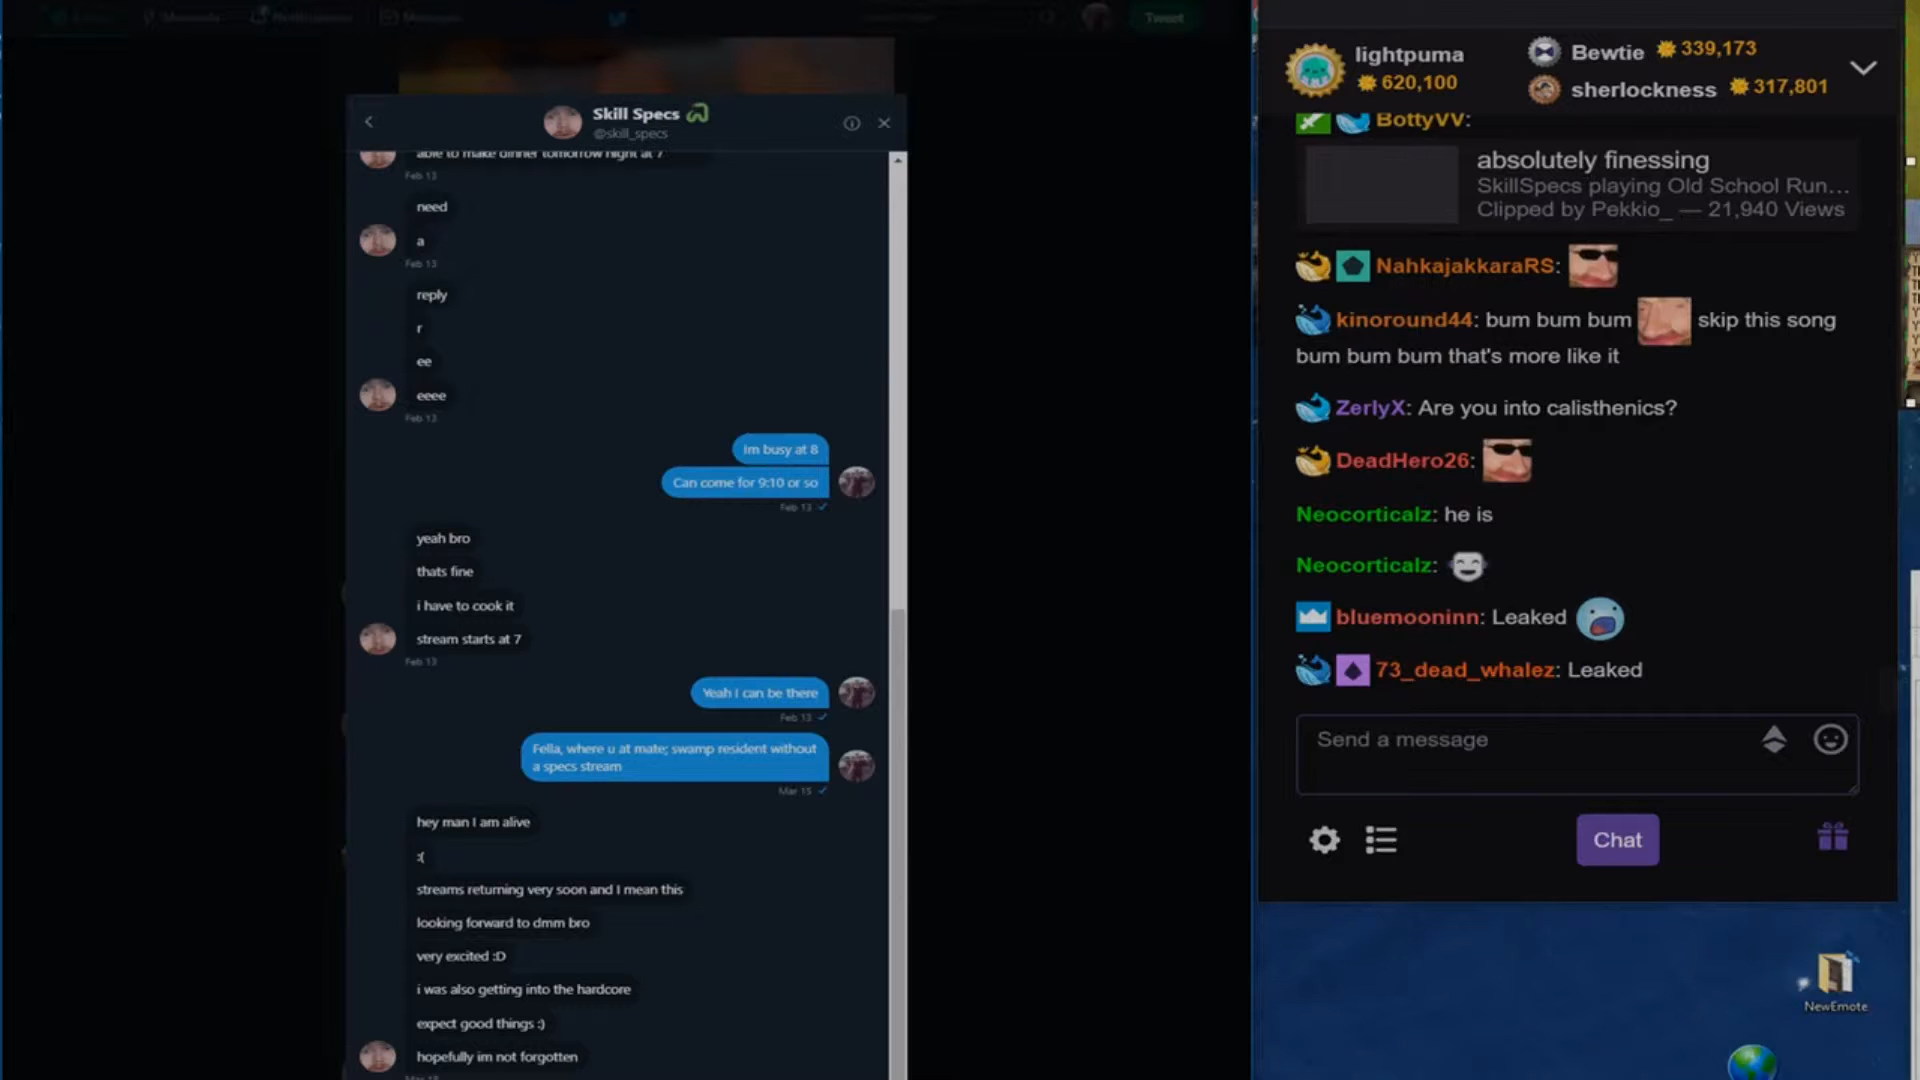 Tweet
Skill Specs
@skill_specs
able to make dinner tomorrow night at 7
Feb 13
need
a
Feb 13
reply
r
ee
eeee
Feb 13
Im busy at 8
Can come for 9:10 or so
Feb 13
yeah bro
thats fine
i have to cook it
stream starts at 7
Feb 13
Yeah I can be there
Feb 13
Fella, where u at mate; swamp resident without
a specs stream
Mar 15
hey man I am alive
:(
streams returning very soon and I mean this
looking forward to dmm bro
very excited :D
i was also getting into the hardcore
expect good things :)
hopefully im not forgotten
lightpuma
620,100
Bewtie 339,173
sherlockness 317,801
BottyVV:
absolutely finessing
SkillSpecs playing Old School Run...
Clipped by Pekkio_ — 21,940 Views
NahkajakkaraRS:
kinoround44: bum bum bum skip this song
bum bum bum that's more like it
ZerlyX: Are you into calisthenics?
DeadHero26:
Neocorticalz: he is
Neocorticalz:
bluemooninn: Leaked
73_dead_whalez: Leaked
Send a message
Chat
NewEmote